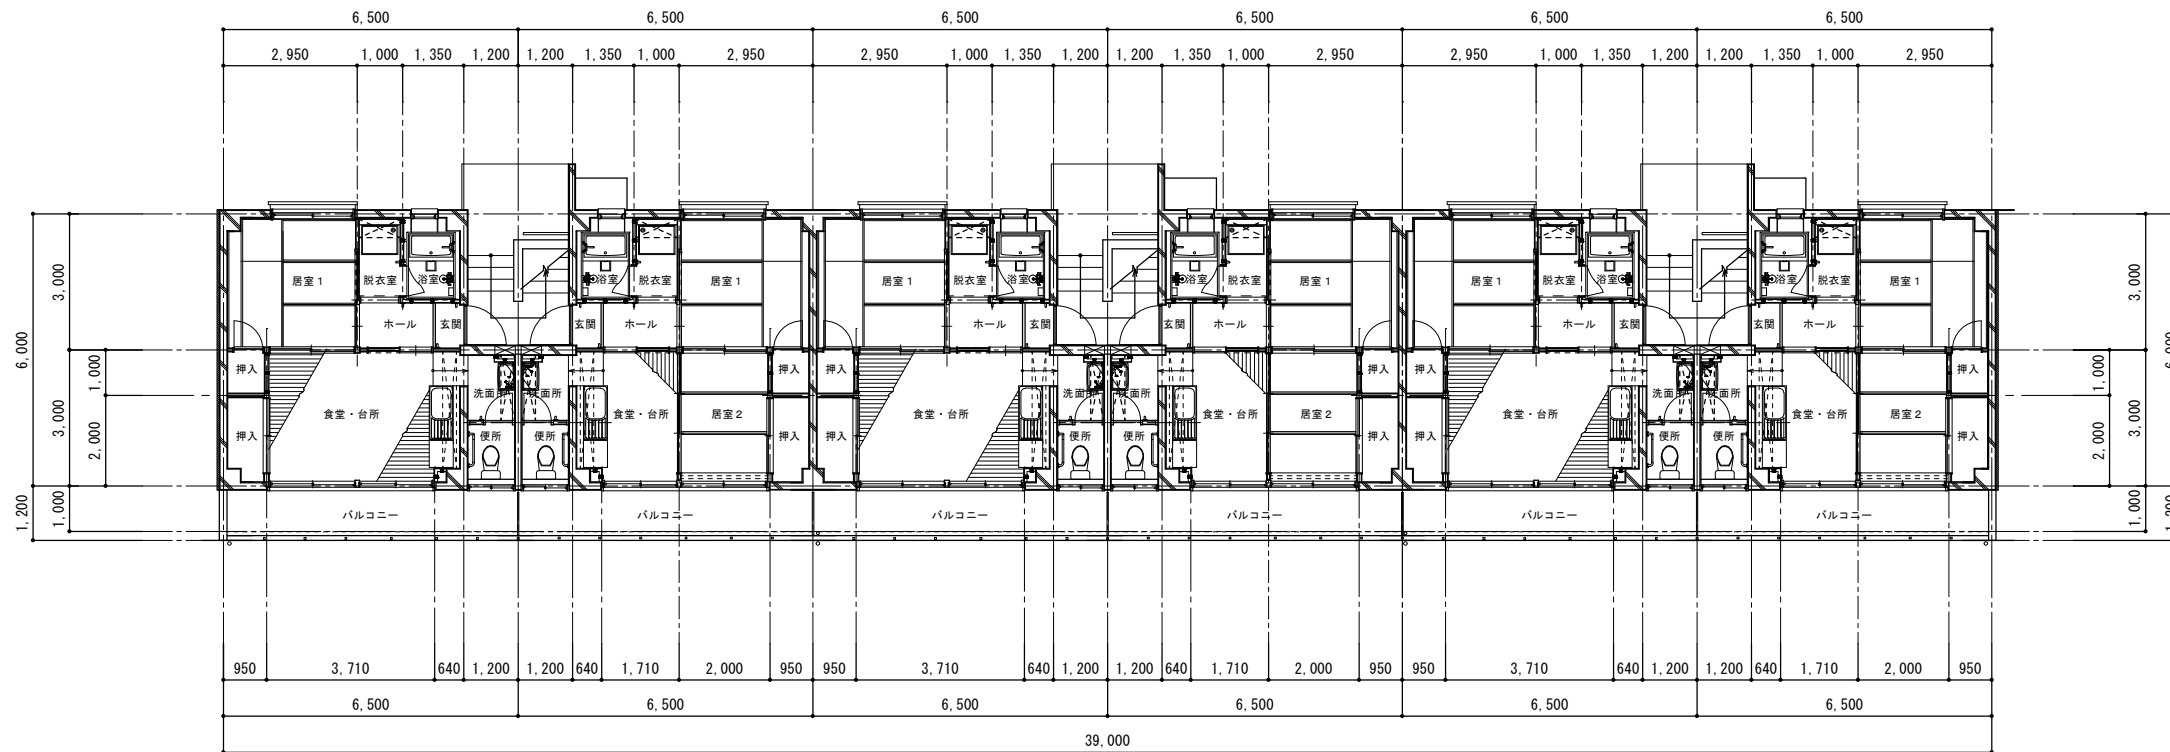 6,500 6,500 6,500 6,500 6,500 6,500
2,950 1,000 1,350 1,200 1,200 1,350 1,000 2,950 2,950 1,000 1,350 1,200 1,200 1,350 1,000 2,950 2,950 1,000 1,350 1,200 1,200 1,350 1,000 2,950
居室1 脱衣室 浴室 浴室 脱衣室 居室1 居室1 脱衣室 浴室 浴室 脱衣室 居室1 居室1 脱衣室 浴室 浴室 脱衣室 居室1
ホール 玄関 玄関 ホール ホール 玄関 玄関 ホール ホール 玄関 玄関 ホール
押入 押入 押入 押入 押入 押入
洗面所 洗面所 洗面所 洗面所 洗面所 洗面所
食堂・台所 食堂・台所 居室2 食堂・台所 食堂・台所 居室2 食堂・台所 食堂・台所 居室2
押入 便所 便所 押入 押入 便所 便所 押入 押入 便所 便所 押入
バルコニー バルコニー バルコニー バルコニー バルコニー バルコニー
6,000
1,200
3,000
3,000
1,000
1,000
2,000
1,000
2,000
3,000
3,000
1,000
950 3,710 640 1,200 1,200 640 1,710 2,000 950 950 3,710 640 1,200 1,200 640 1,710 2,000 950 950 3,710 640 1,200 1,200 640 1,710 2,000 950
6,500 6,500 6,500 6,500 6,500 6,500
39,000